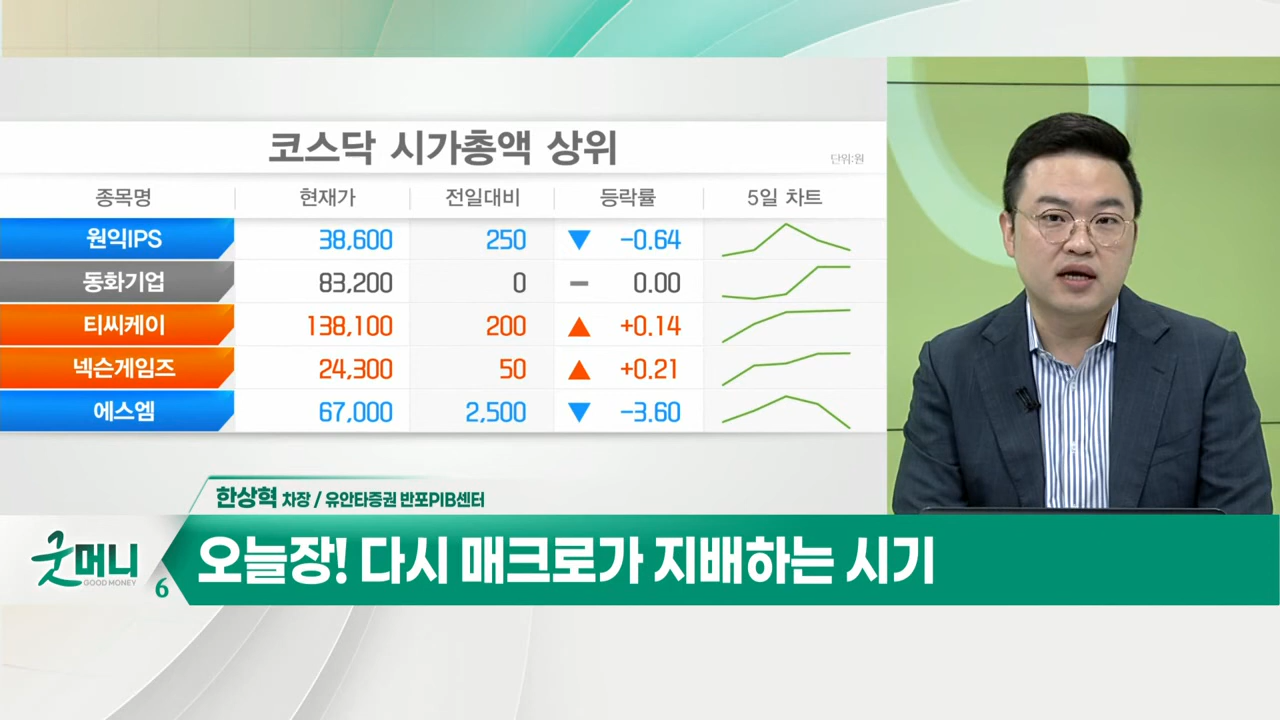 코스닥 시가총액 상위
단위:원
종목명 현재가 전일대비 등락률 5일 차트
원익IPS 38,600 250 ▼ -0.64
동화기업 83,200 0 - 0.00
티씨케이 138,100 200 ▲ +0.14
넥슨게임즈 24,300 50 ▲ +0.21
에스엠 67,000 2,500 ▼ -3.60
한상혁 차장 / 유안타증권 반포PIB센터
굿머니
GOOD MONEY
6
오늘장! 다시 매크로가 지배하는 시기